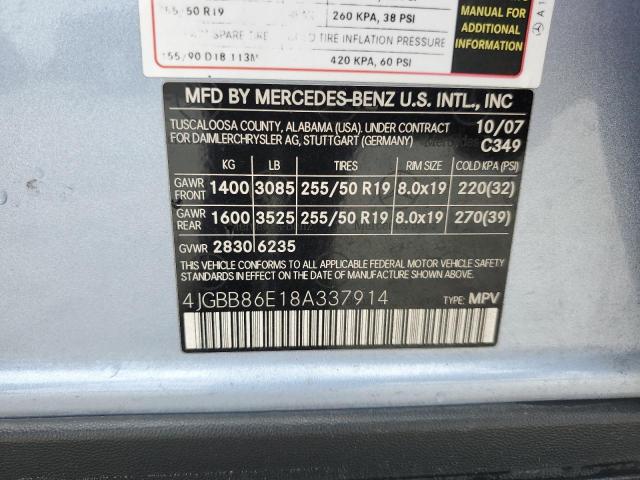 50 R19
260 KPA, 38 PSI
MANUAL FOR
ADDITIONAL
INFORMATION
SPARE TIRE
TIRE INFLATION PRESSURE
55/90 D18 113M
420 KPA, 60 PSI
MFD BY MERCEDES-BENZ U.S. INTL., INC
TUSCALOOSA COUNTY, ALABAMA (USA). UNDER CONTRACT 10/07
FOR DAIMLERCHRYSLER AG, STUTTGART (GERMANY) C349
KG LB TIRES RIM SIZE COLD KPA (PSI)
GAWR FRONT 1400 3085 255/50 R19 8.0x19 220(32)
GAWR REAR 1600 3525 255/50 R19 8.0x19 270(39)
GVWR 2830 6235
THIS VEHICLE CONFORMS TO ALL APPLICABLE FEDERAL MOTOR VEHICLE
SAFETY STANDARDS IN EFFECT ON THE DATE OF MANUFACTURE SHOWN ABOVE.
4JGBB86E18A337914 TYPE: MPV